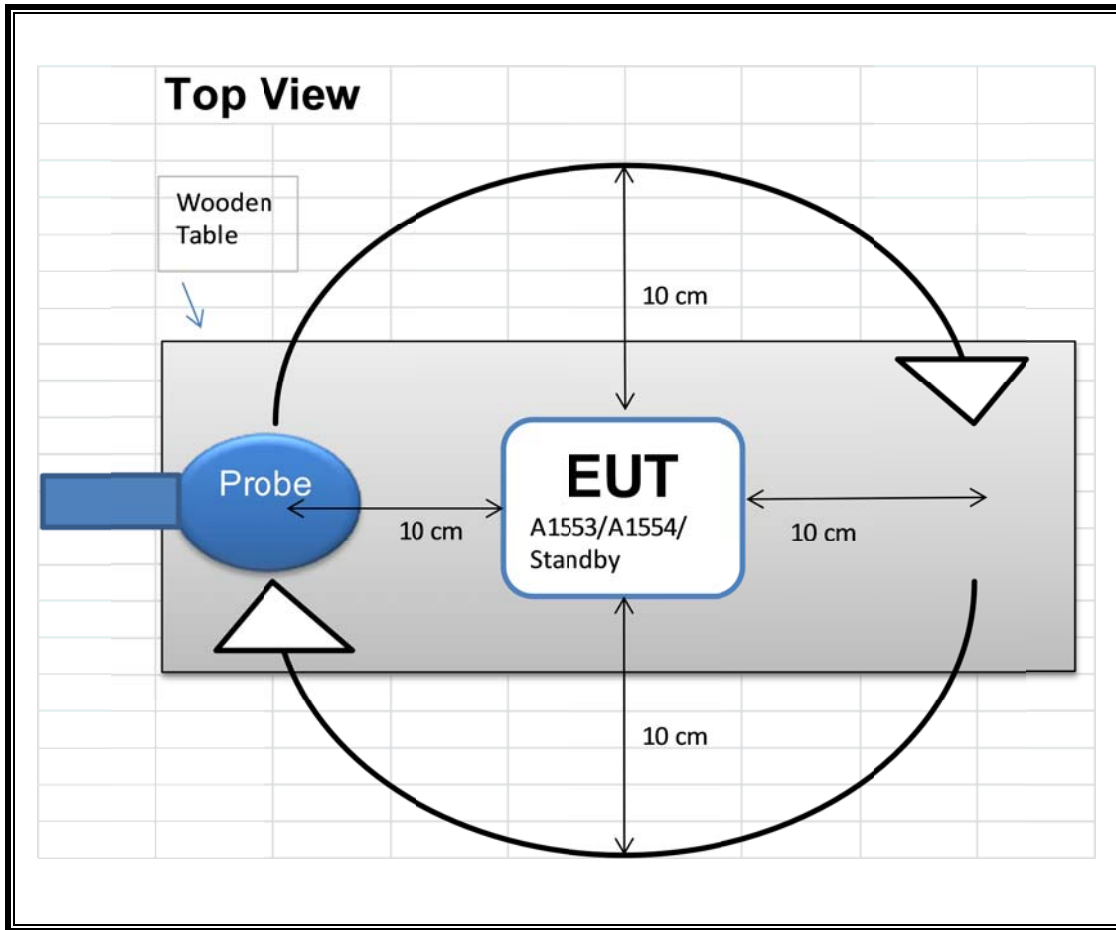 Top View
Wooden
Table
10 cm
Probe
EUT
A1553/A1554/
Standby
10 cm
10 cm
10 cm